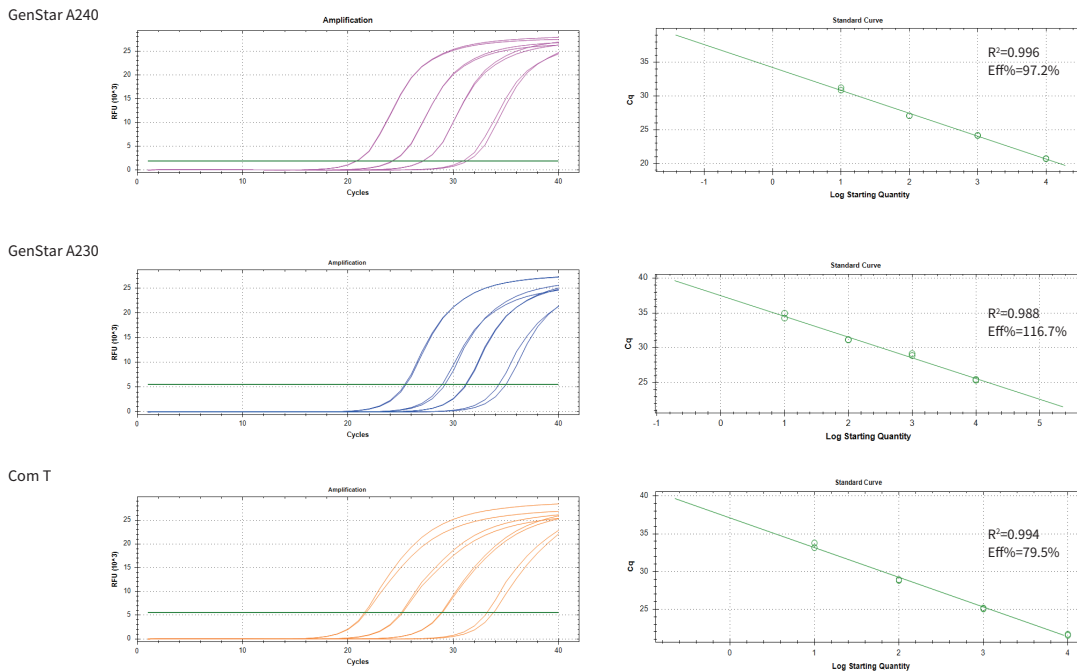 GenStar A240
Amplification
RFU (10^3)
25
20
15
10
5
0
0 10 20 30 40
Cycles
Standard Curve
Cq
35
30
25
20
R²=0.996
Eff%=97.2%
-1 0 1 2 3 4
Log Starting Quantity
GenStar A230
Amplification
RFU (10^3)
25
20
15
10
5
0
0 10 20 30 40
Cycles
Standard Curve
Cq
40
35
30
25
R²=0.988
Eff%=116.7%
-1 0 1 2 3 4 5
Log Starting Quantity
Com T
Amplification
RFU (10^3)
25
20
15
10
5
0
0 10 20 30 40
Cycles
Standard Curve
Cq
40
35
30
25
R²=0.994
Eff%=79.5%
0 1 2 3 4
Log Starting Quantity